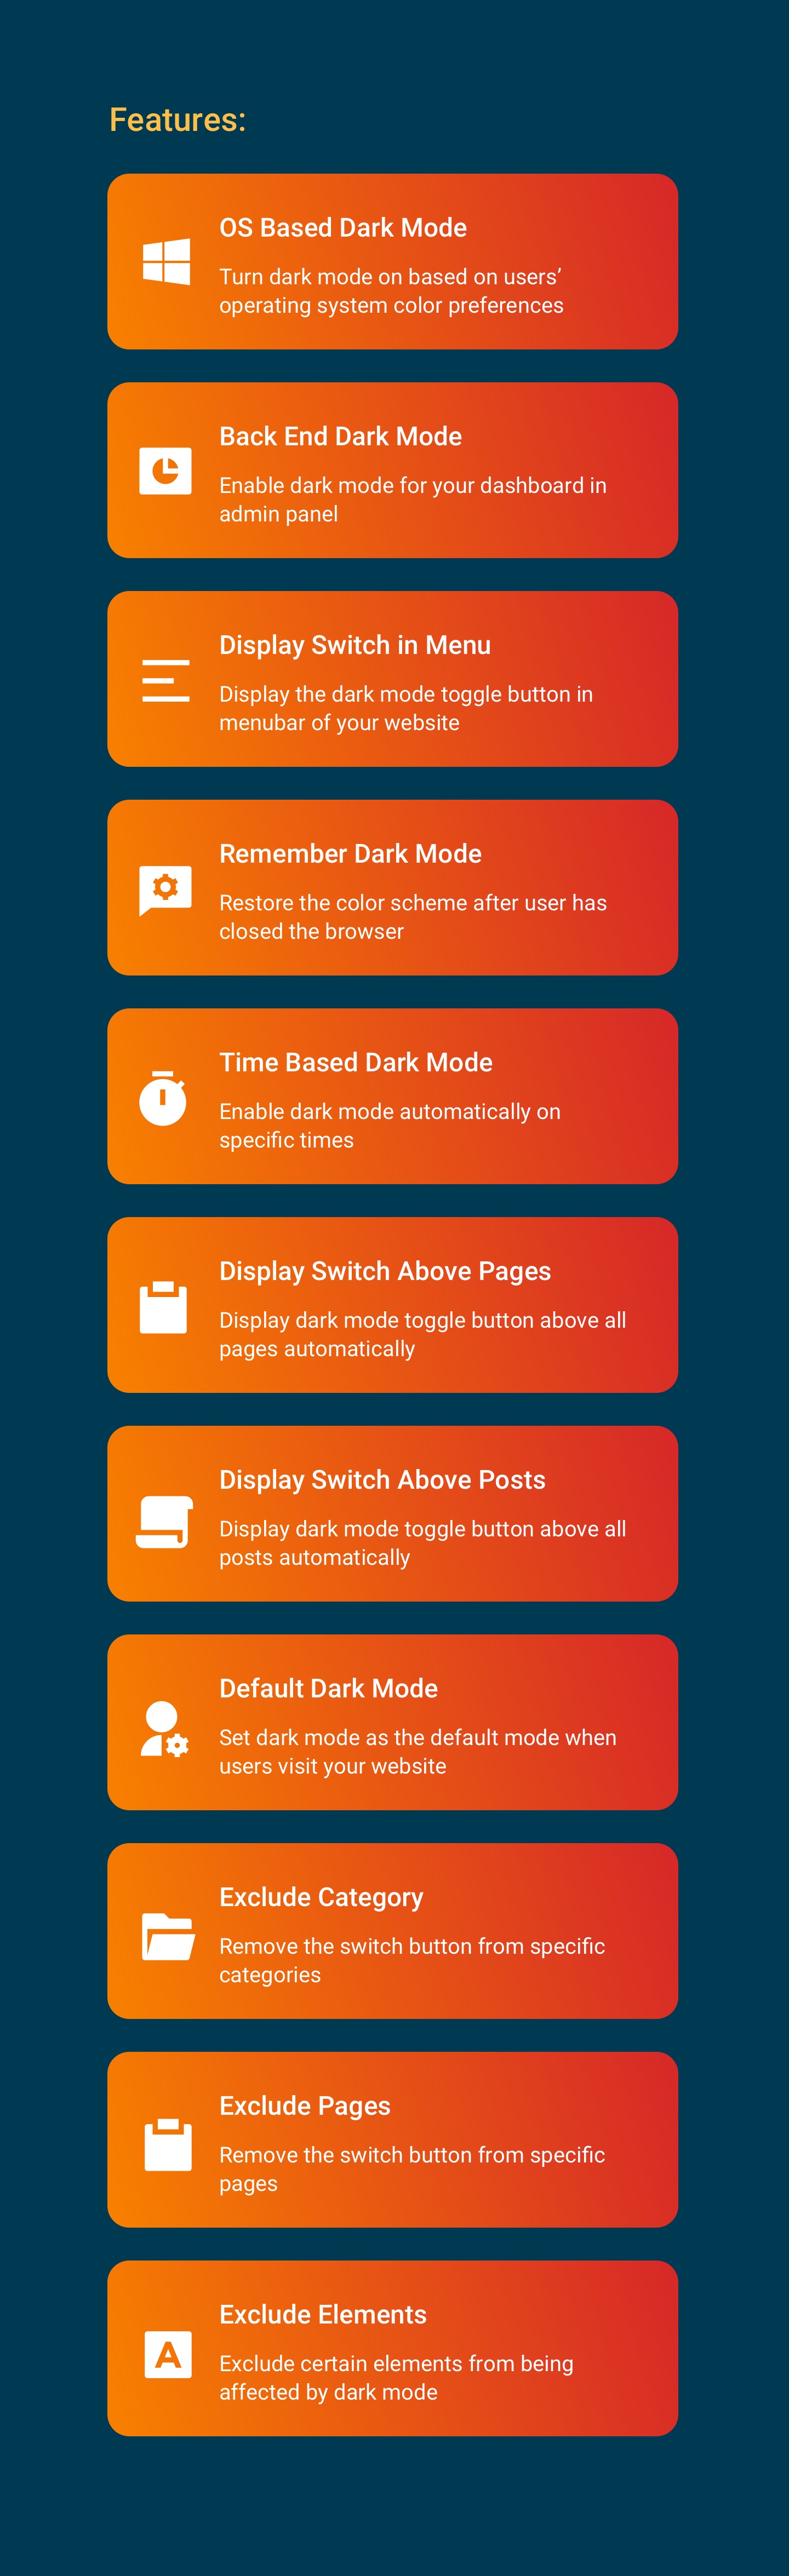 Features:
OS Based Dark Mode
Turn dark mode on based on users’
operating system color preferences
Back End Dark Mode
Enable dark mode for your dashboard in
admin panel
Display Switch in Menu
Display the dark mode toggle button in
menubar of your website
Remember Dark Mode
Restore the color scheme after user has
closed the browser
Time Based Dark Mode
Enable dark mode automatically on
specific times
Display Switch Above Pages
Display dark mode toggle button above all
pages automatically
Display Switch Above Posts
Display dark mode toggle button above all
posts automatically
Default Dark Mode
Set dark mode as the default mode when
users visit your website
Exclude Category
Remove the switch button from specific
categories
Exclude Pages
Remove the switch button from specific
pages
A
Exclude Elements
Exclude certain elements from being
affected by dark mode